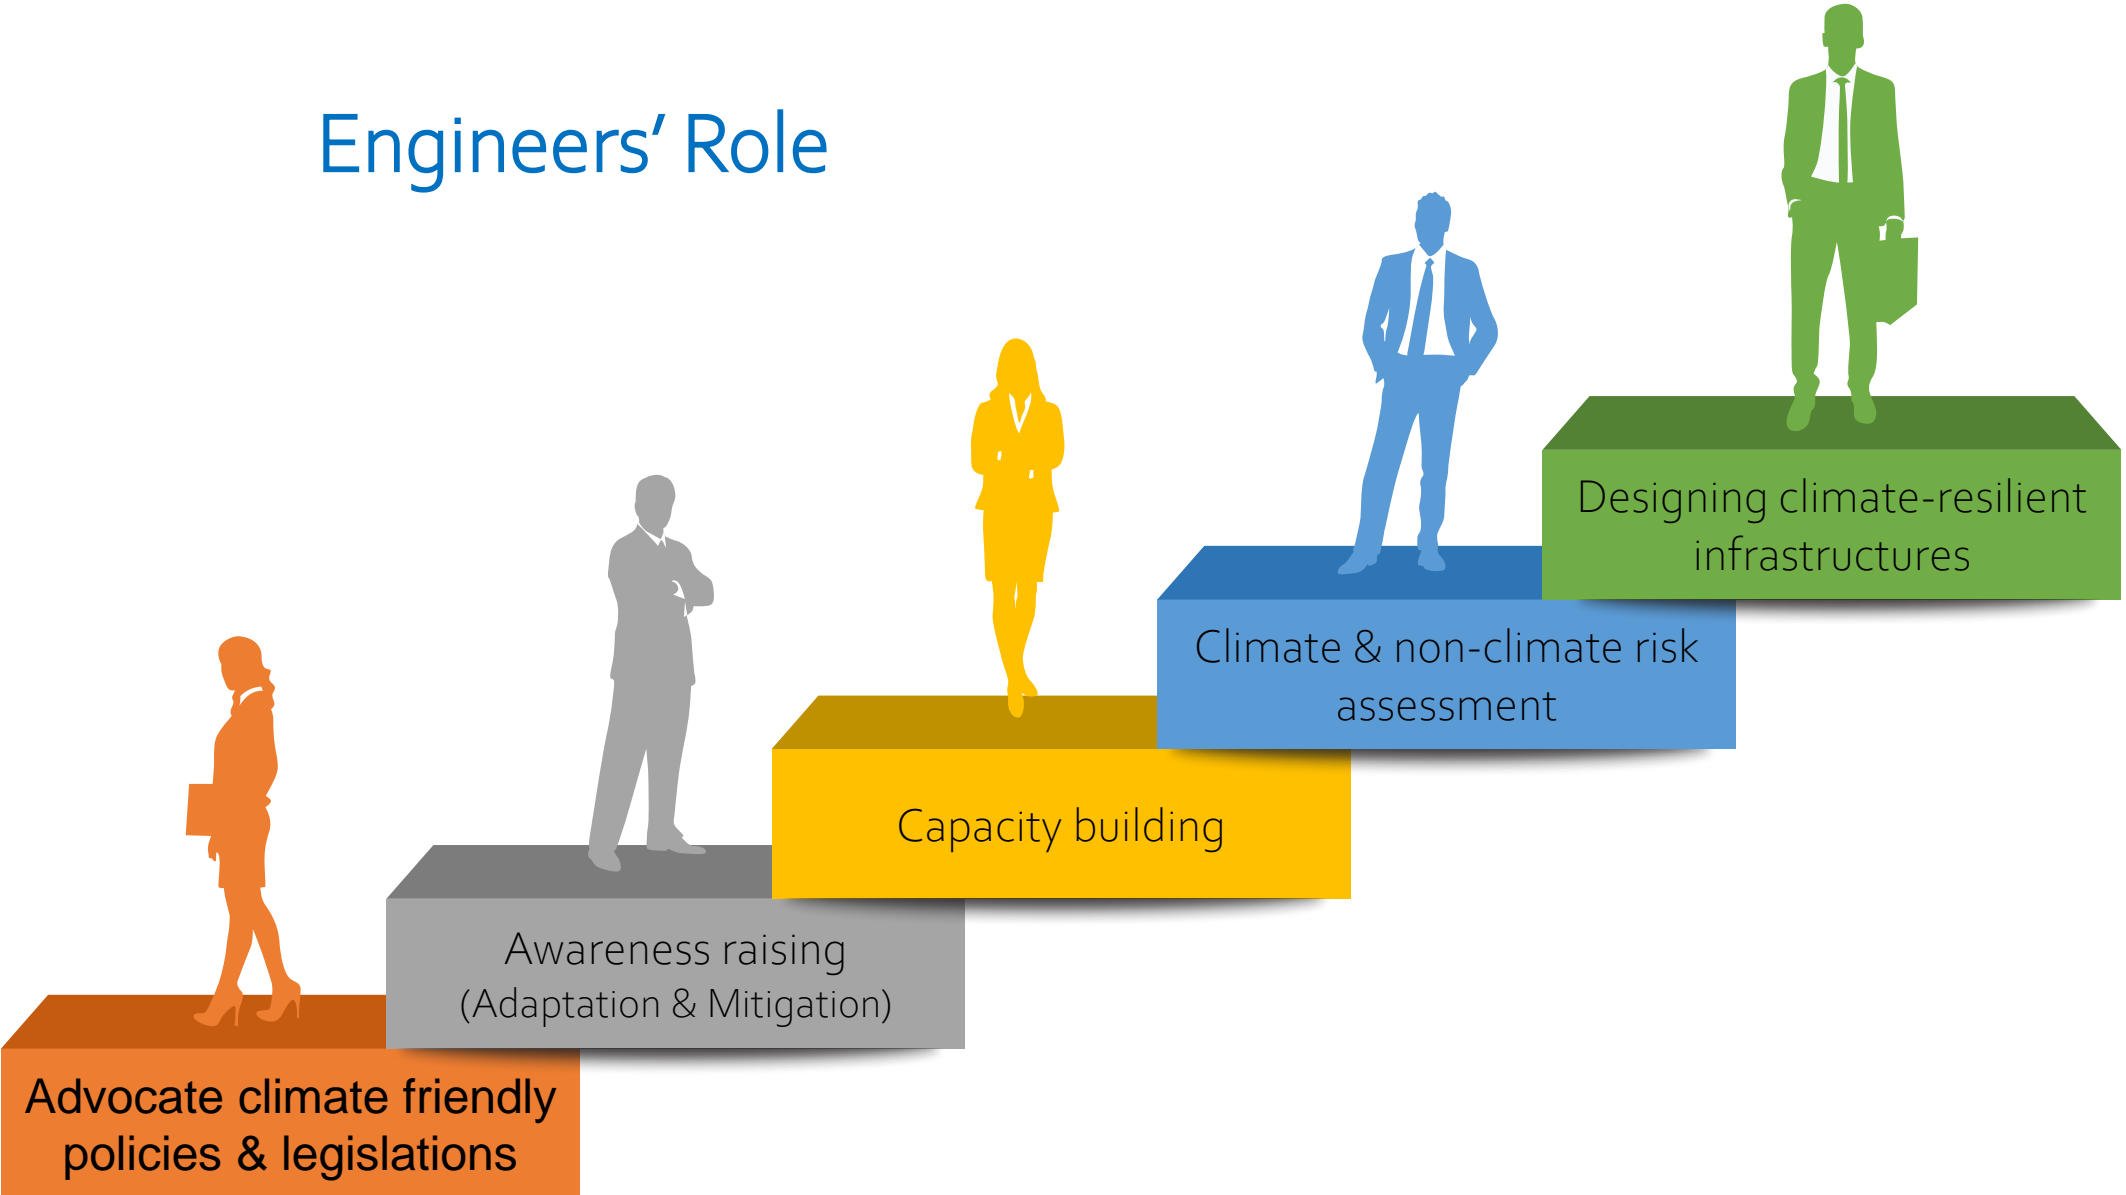 Engineers’ Role
Designing climate-resilient
infrastructures
Climate & non-climate risk
assessment
Capacity building
Awareness raising
(Adaptation & Mitigation)
Advocate climate friendly
policies & legislations